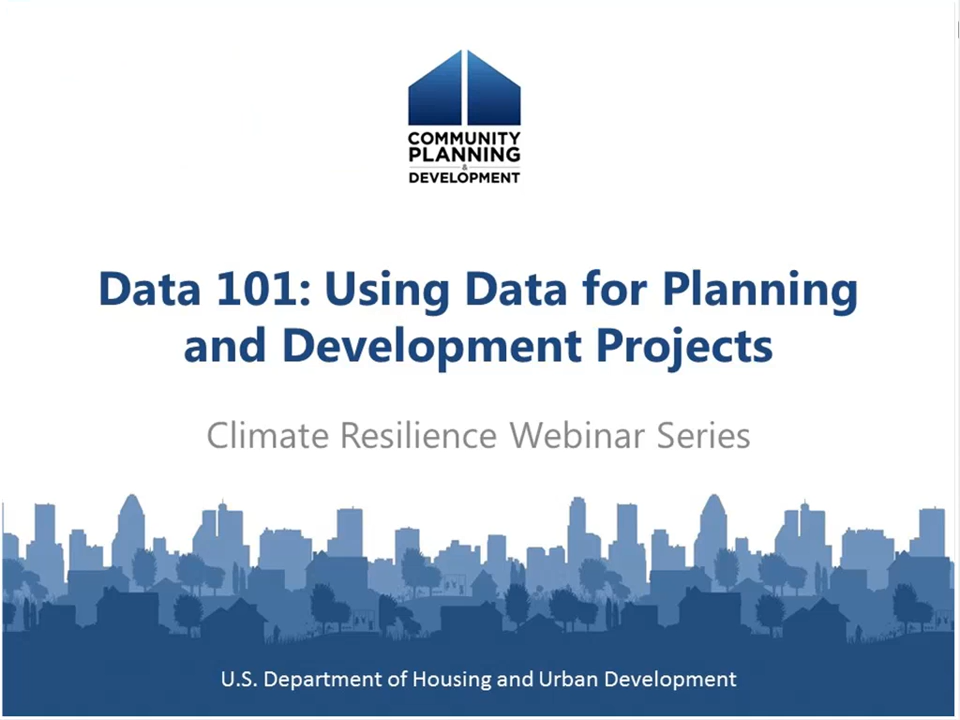 COMMUNITY
PLANNING
&
DEVELOPMENT
Data 101: Using Data for Planning
and Development Projects
Climate Resilience Webinar Series
U.S. Department of Housing and Urban Development